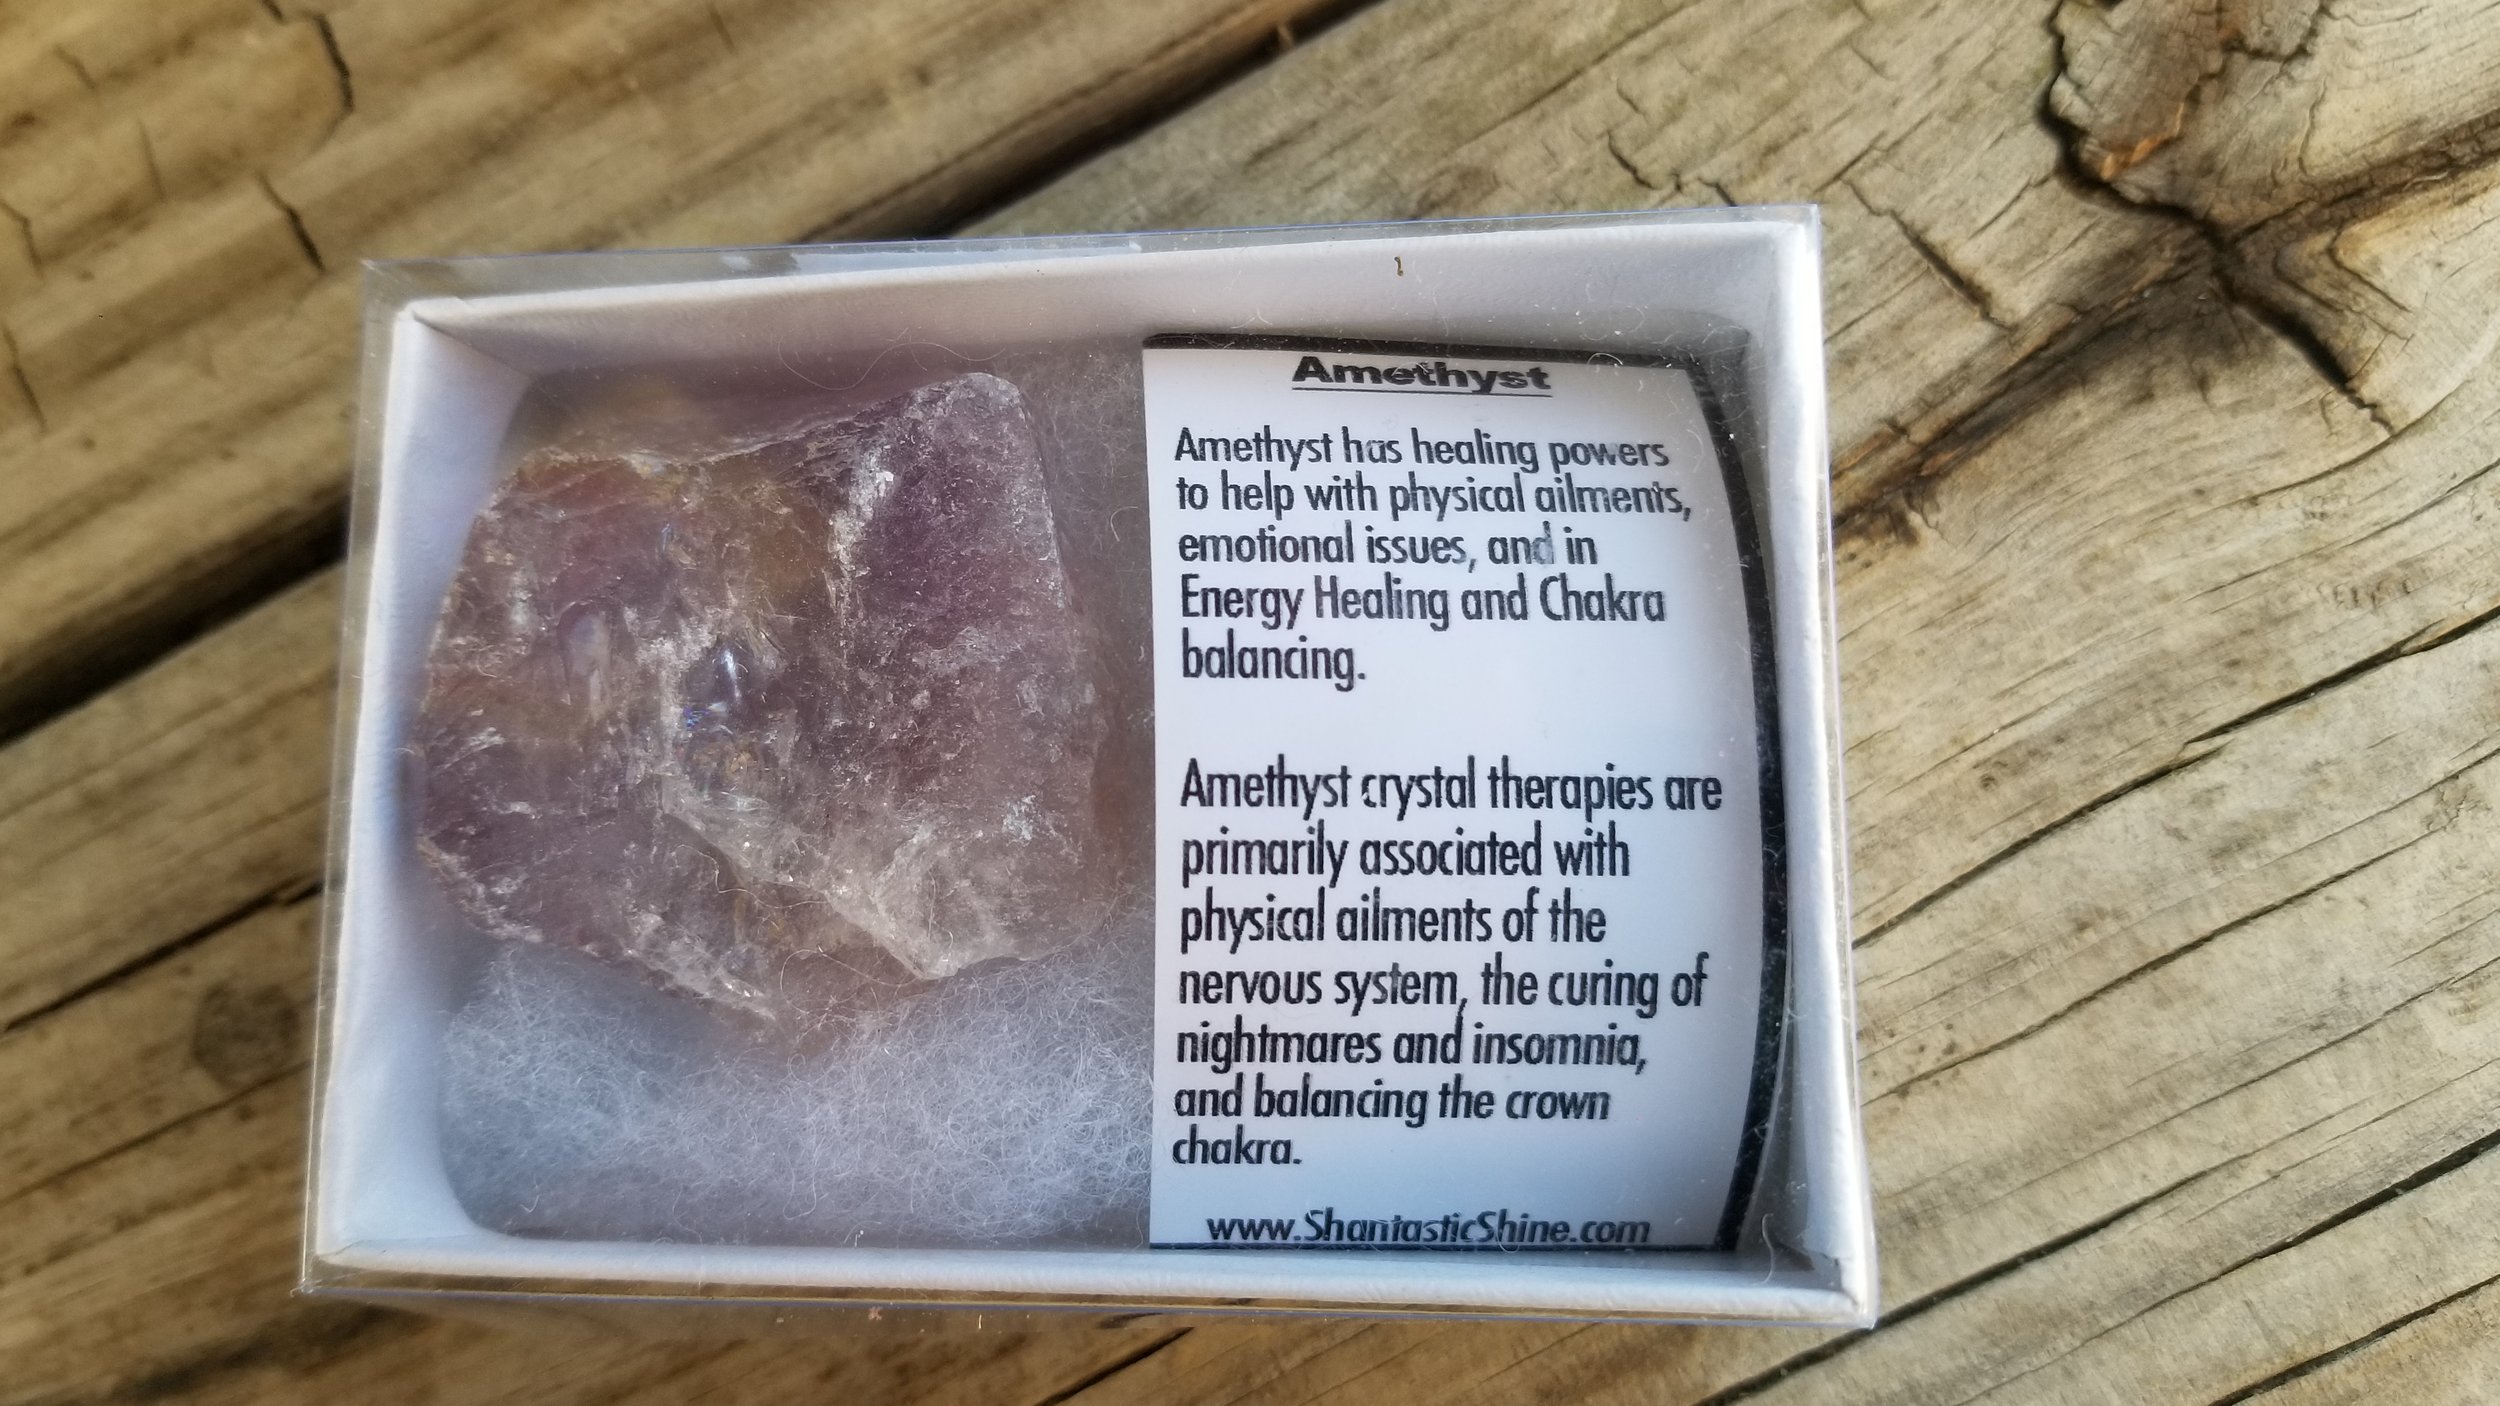 Amethyst
Amethyst has healing powers
to help with physical ailments,
emotional issues, and in
Energy Healing and Chakra
balancing.
Amethyst crystal therapies are
primarily associated with
physical ailments of the
nervous system, the curing of
nightmares and insomnia,
and balancing the crown
chakra.
www.ShantasticShine.com